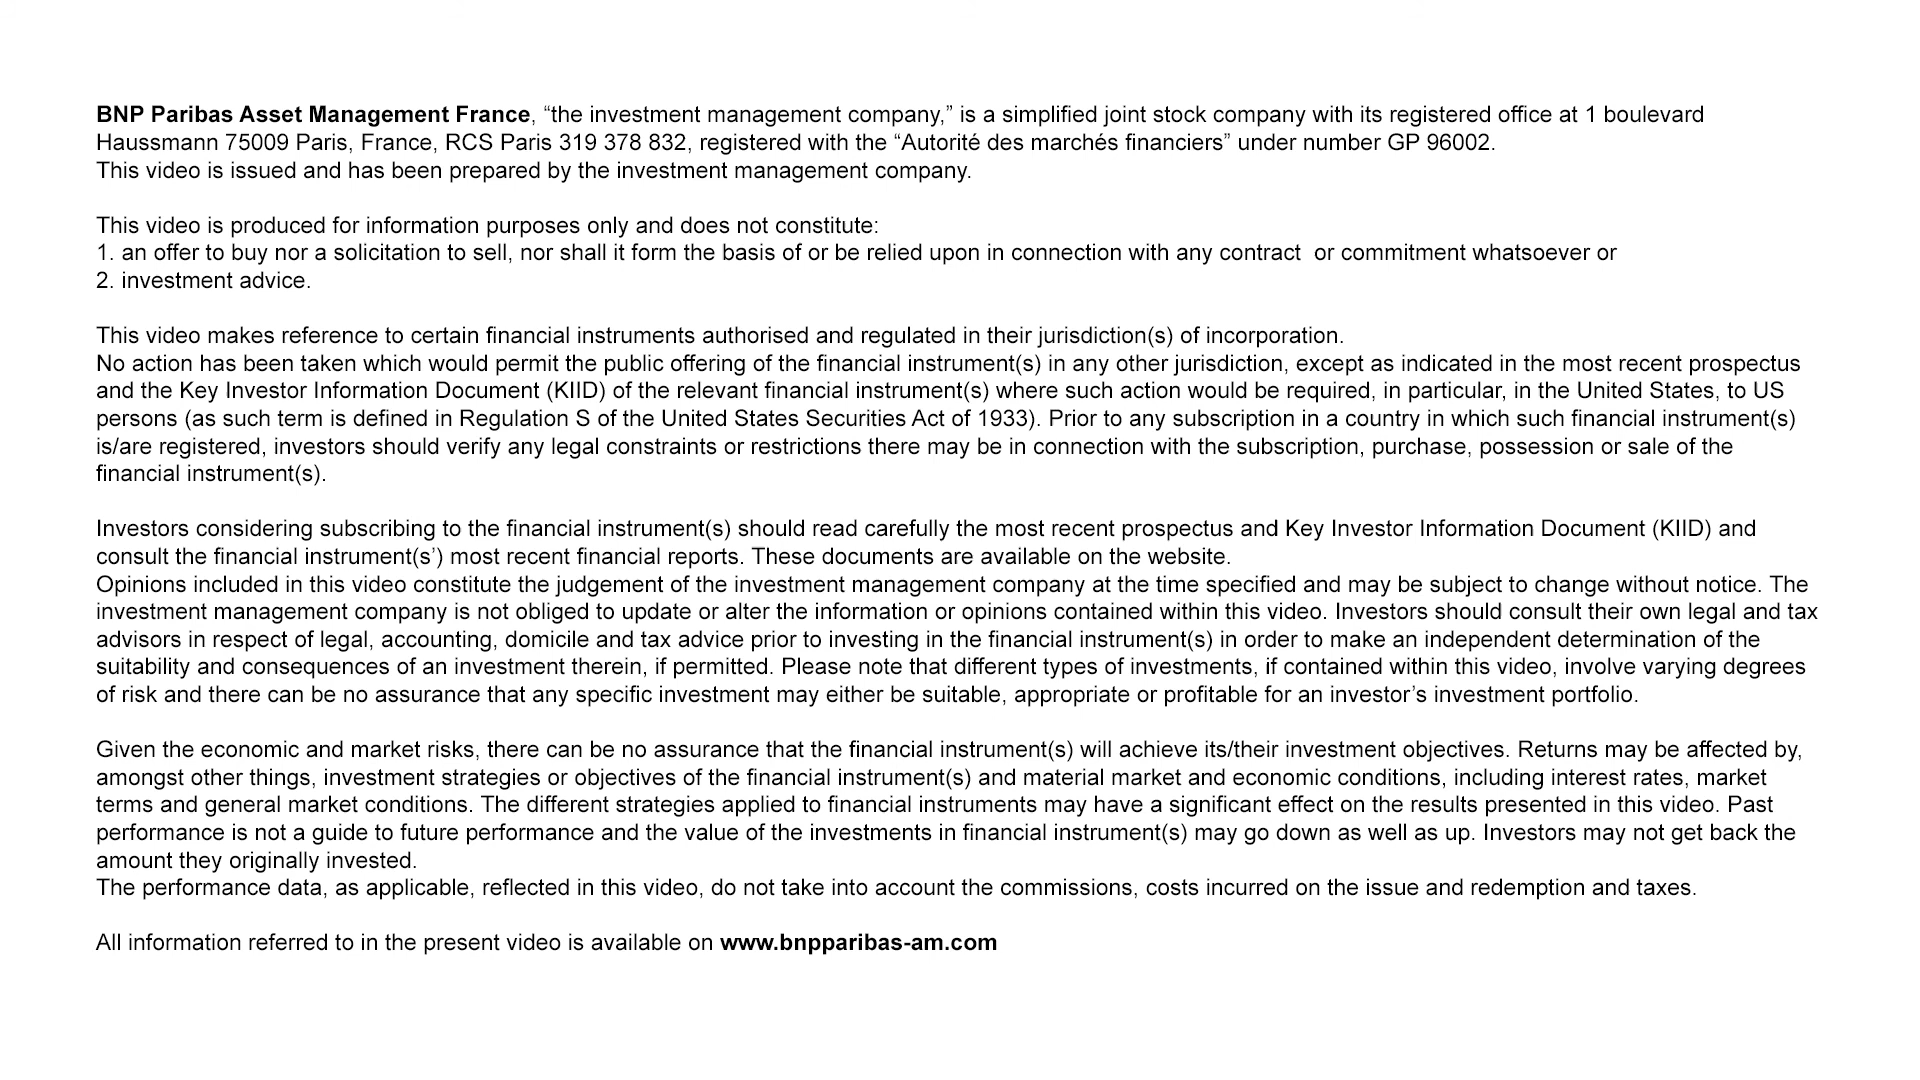 BNP Paribas Asset Management France, “the investment management company,” is a simplified joint stock company with its registered office at 1 boulevard
Haussmann 75009 Paris, France, RCS Paris 319 378 832, registered with the “Autorité des marchés financiers” under number GP 96002.
This video is issued and has been prepared by the investment management company.
This video is produced for information purposes only and does not constitute:
1. an offer to buy nor a solicitation to sell, nor shall it form the basis of or be relied upon in connection with any contract  or commitment whatsoever or
2. investment advice.
This video makes reference to certain financial instruments authorised and regulated in their jurisdiction(s) of incorporation.
No action has been taken which would permit the public offering of the financial instrument(s) in any other jurisdiction, except as indicated in the most recent prospectus
and the Key Investor Information Document (KIID) of the relevant financial instrument(s) where such action would be required, in particular, in the United States, to US
persons (as such term is defined in Regulation S of the United States Securities Act of 1933). Prior to any subscription in a country in which such financial instrument(s)
is/are registered, investors should verify any legal constraints or restrictions there may be in connection with the subscription, purchase, possession or sale of the
financial instrument(s).
Investors considering subscribing to the financial instrument(s) should read carefully the most recent prospectus and Key Investor Information Document (KIID) and
consult the financial instrument(s’) most recent financial reports. These documents are available on the website.
Opinions included in this video constitute the judgement of the investment management company at the time specified and may be subject to change without notice. The
investment management company is not obliged to update or alter the information or opinions contained within this video. Investors should consult their own legal and tax
advisors in respect of legal, accounting, domicile and tax advice prior to investing in the financial instrument(s) in order to make an independent determination of the
suitability and consequences of an investment therein, if permitted. Please note that different types of investments, if contained within this video, involve varying degrees
of risk and there can be no assurance that any specific investment may either be suitable, appropriate or profitable for an investor’s investment portfolio.
Given the economic and market risks, there can be no assurance that the financial instrument(s) will achieve its/their investment objectives. Returns may be affected by,
amongst other things, investment strategies or objectives of the financial instrument(s) and material market and economic conditions, including interest rates, market
terms and general market conditions. The different strategies applied to financial instruments may have a significant effect on the results presented in this video. Past
performance is not a guide to future performance and the value of the investments in financial instrument(s) may go down as well as up. Investors may not get back the
amount they originally invested.
The performance data, as applicable, reflected in this video, do not take into account the commissions, costs incurred on the issue and redemption and taxes.
All information referred to in the present video is available on www.bnpparibas-am.com